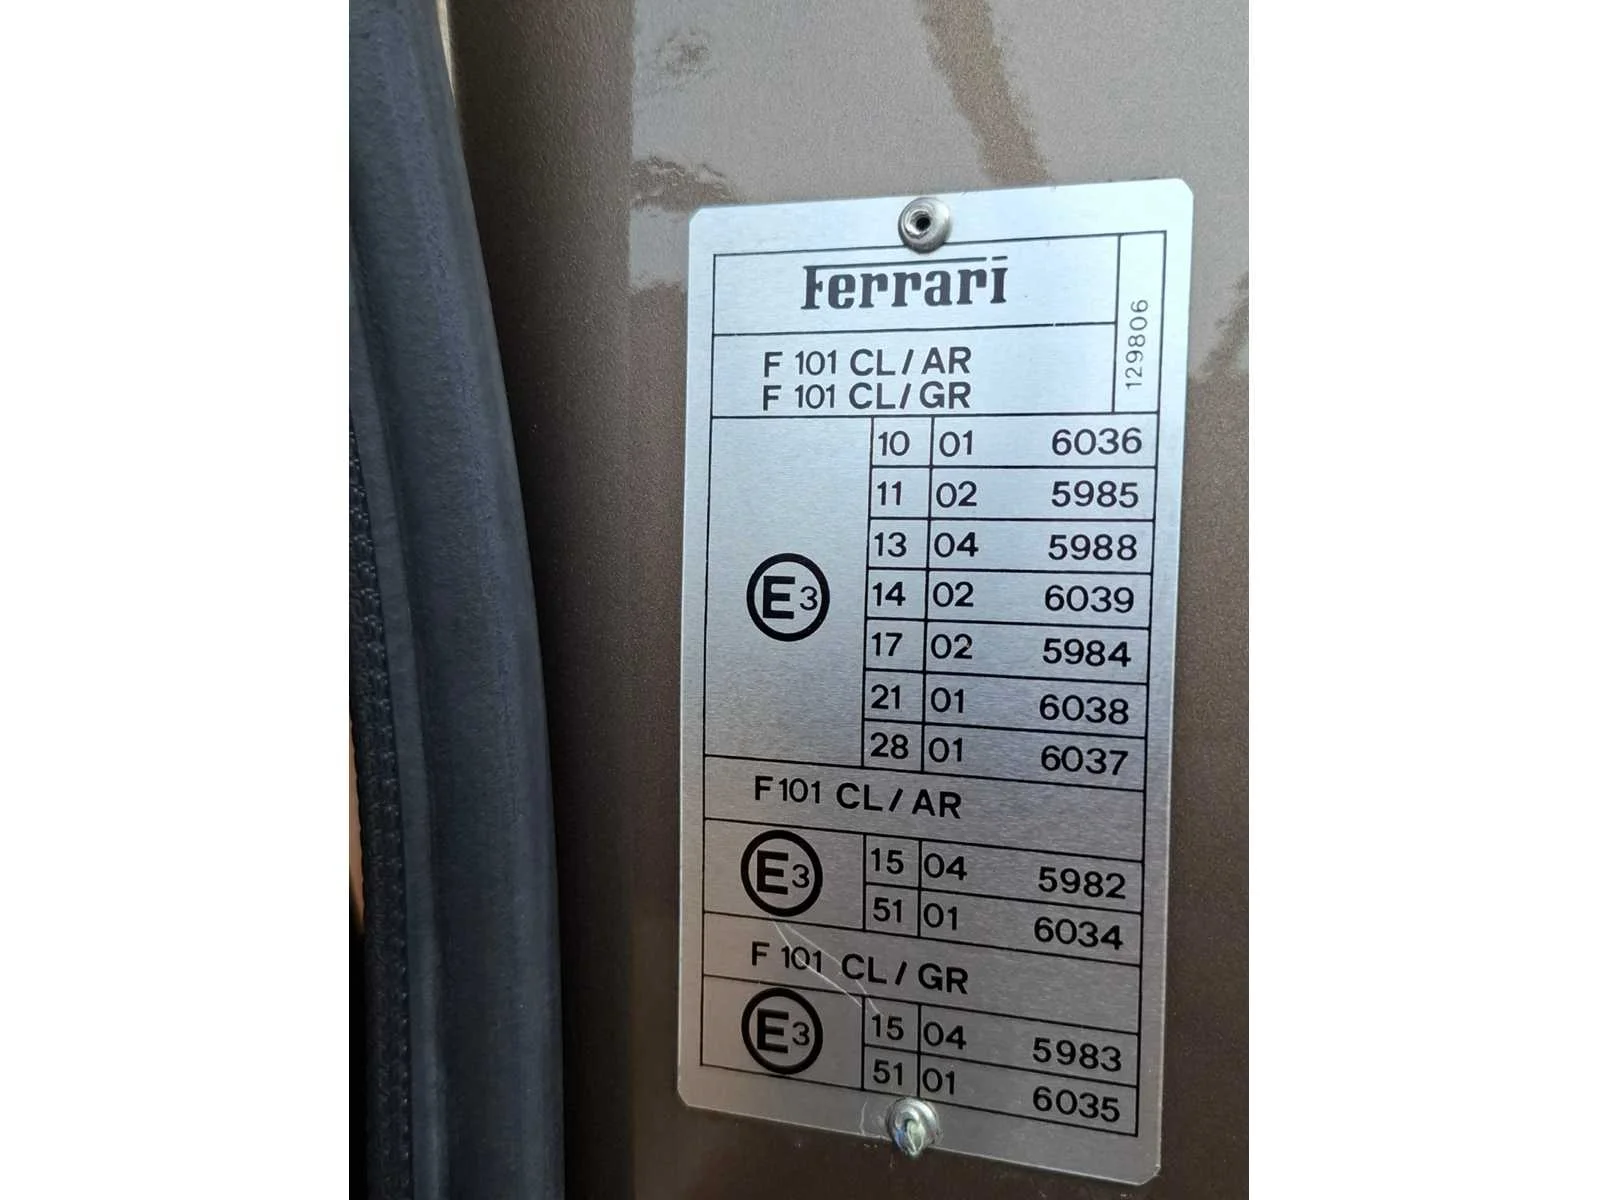 Ferrari
129806
F 101 CL/AR
F 101 CL/GR
10 01 6036
11 02 5985
13 04 5988
E3 14 02 6039
17 02 5984
21 01 6038
28 01 6037
F 101 CL/AR
E3 15 04 5982
51 01 6034
F 101 CL/GR
E3 15 04 5983
51 01 6035